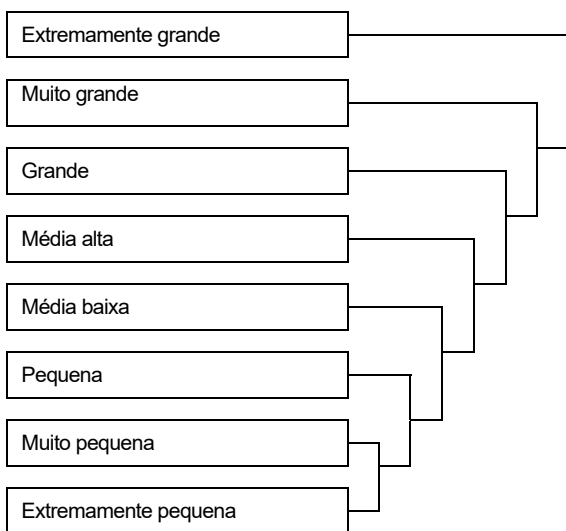 Extremamente grande
Muito grande
Grande
Média alta
Média baixa
Pequena
Muito pequena
Extremamente pequena